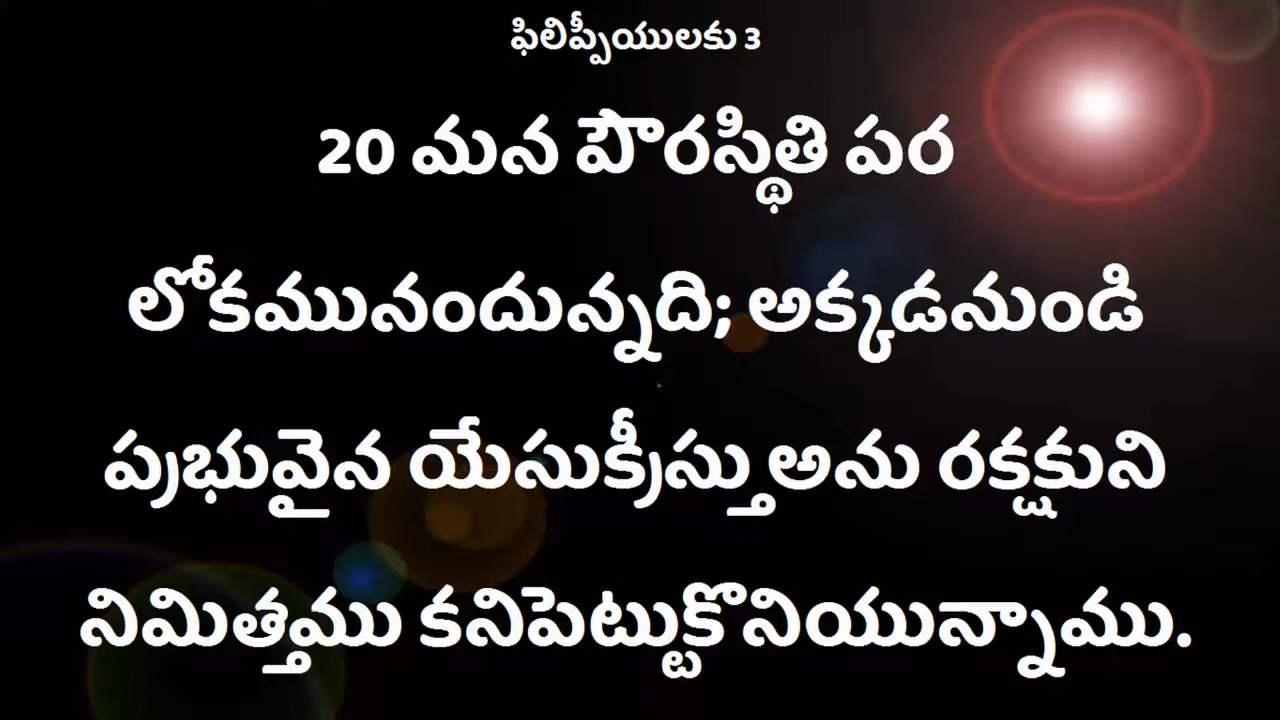 ఫిలిప్పీయులకు 3
20 మన పౌరస్థితి పర
లోకమునందున్నది; అక్కడనుండి
ప్రభువైన యేసుక్రీస్తుఅను రక్షకుని
నిమిత్తము కనిపెట్టుకొనియున్నాము.